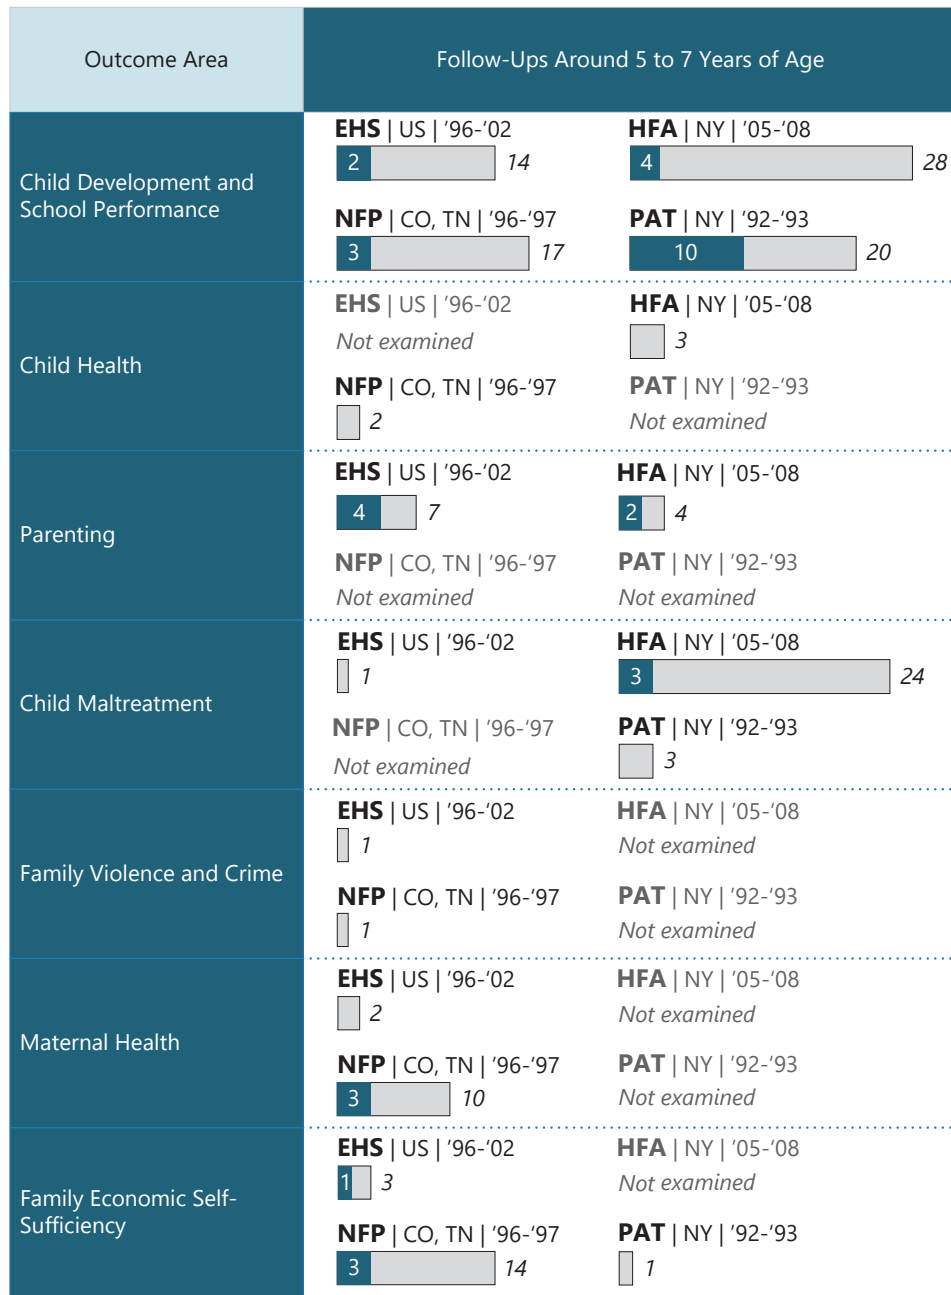 Outcome Area
Follow-Ups Around 5 to 7 Years of Age
Child Development and
School Performance
EHS | US | ’96-‘02
2 14
HFA | NY | ’05-‘08
4 28
NFP | CO, TN | ’96-‘97
3 17
PAT | NY | ’92-‘93
10 20
Child Health
EHS | US | ’96-‘02
Not examined
HFA | NY | ’05-‘08
3
NFP | CO, TN | ’96-‘97
2
PAT | NY | ’92-‘93
Not examined
Parenting
EHS | US | ’96-‘02
4 7
HFA | NY | ’05-‘08
2 4
NFP | CO, TN | ’96-‘97
Not examined
PAT | NY | ’92-‘93
Not examined
Child Maltreatment
EHS | US | ’96-‘02
1
HFA | NY | ’05-‘08
3 24
NFP | CO, TN | ’96-‘97
Not examined
PAT | NY | ’92-‘93
3
Family Violence and Crime
EHS | US | ’96-‘02
1
HFA | NY | ’05-‘08
Not examined
NFP | CO, TN | ’96-‘97
1
PAT | NY | ’92-‘93
Not examined
Maternal Health
EHS | US | ’96-‘02
2
HFA | NY | ’05-‘08
Not examined
NFP | CO, TN | ’96-‘97
3 10
PAT | NY | ’92-‘93
Not examined
Family Economic Self-
Sufficiency
EHS | US | ’96-‘02
1 3
HFA | NY | ’05-‘08
Not examined
NFP | CO, TN | ’96-‘97
3 14
PAT | NY | ’92-‘93
1